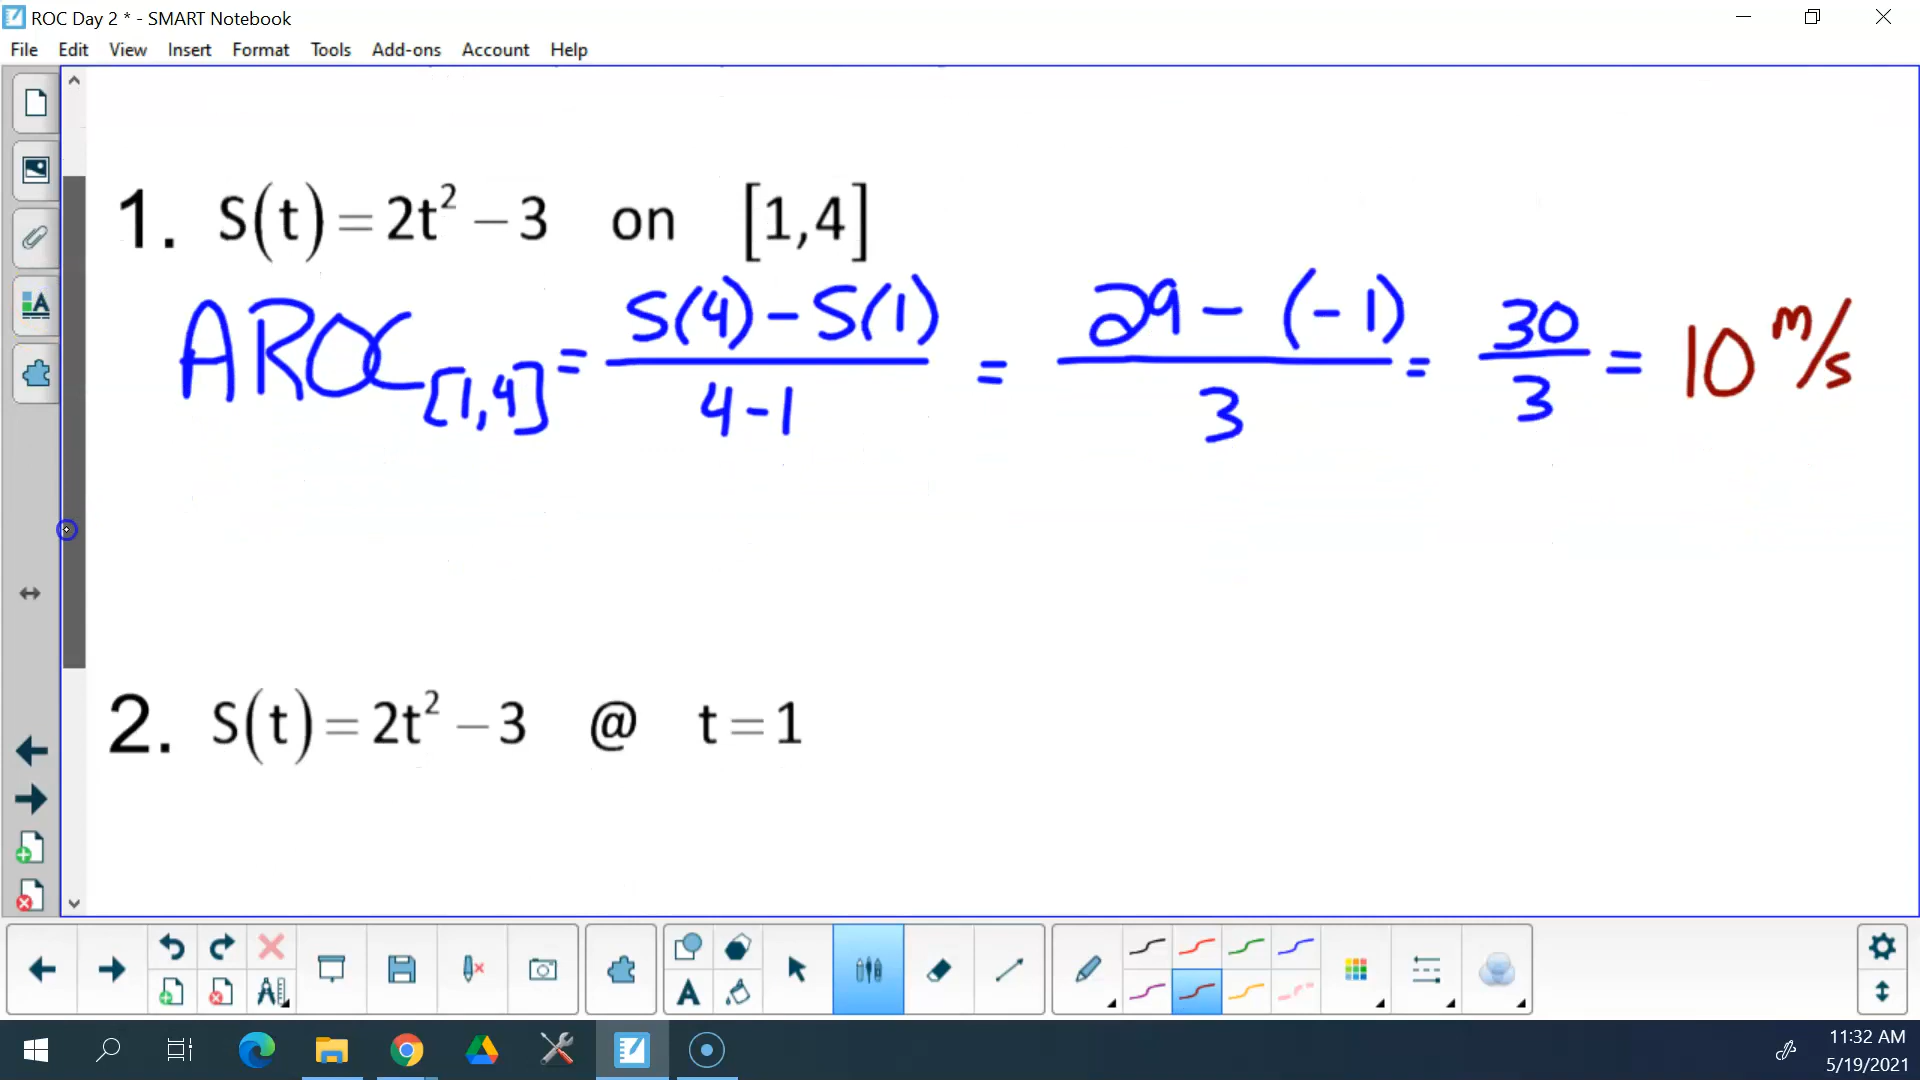 ROC Day 2 * - SMART Notebook
File Edit View Insert Format Tools Add-ons Account Help
1. S(t) = 2t² − 3 on [1,4]
AROC[1,4] = S(4) - S(1) / 4 - 1 = 29 - (-1) / 3 = 30/3 = 10 m/s
2. S(t) = 2t² − 3 @ t = 1
11:32 AM
5/19/2021